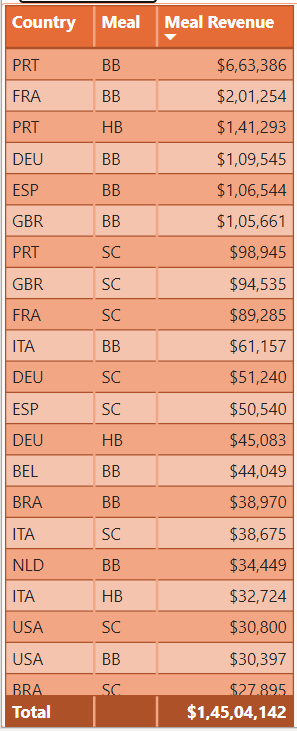 Country Meal Meal Revenue
PRT BB $6,63,386
FRA BB $2,01,254
PRT HB $1,41,293
DEU BB $1,09,545
ESP BB $1,06,544
GBR BB $1,05,661
PRT SC $98,945
GBR SC $94,535
FRA SC $89,285
ITA BB $61,157
DEU SC $51,240
ESP SC $50,540
DEU HB $45,083
BEL BB $44,049
BRA BB $38,970
ITA SC $38,675
NLD BB $34,449
ITA HB $32,724
USA SC $30,800
USA BB $30,397
BRA SC $27,895
Total $1,45,04,142